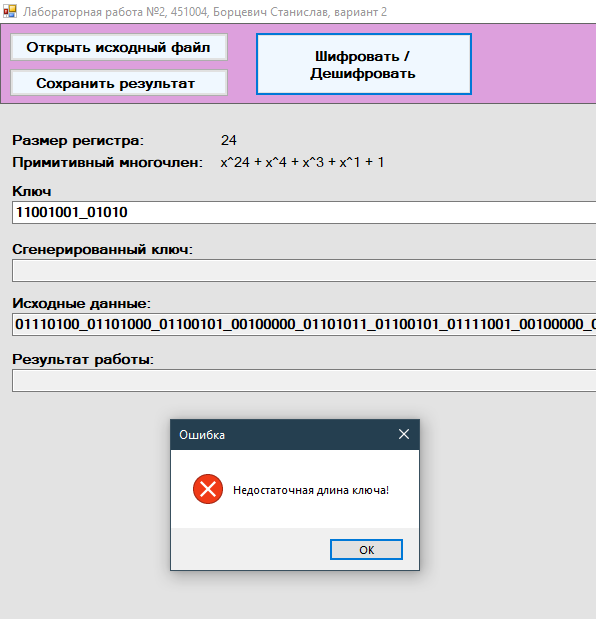 Лабораторная работа №2, 451004, Борцевич Станислав, вариант 2
Открыть исходный файл
Сохранить результат
Шифровать /
Дешифровать
Размер регистра: 24
Примитивный многочлен: x^24 + x^4 + x^3 + x^1 + 1
Ключ
11001001_01010
Сгенерированный ключ:
Исходные данные:
01110100_01101000_01100101_00100000_01101011_01100101_01111001_00100000_0
Результат работы:
Ошибка
Недостаточная длина ключа!
OK